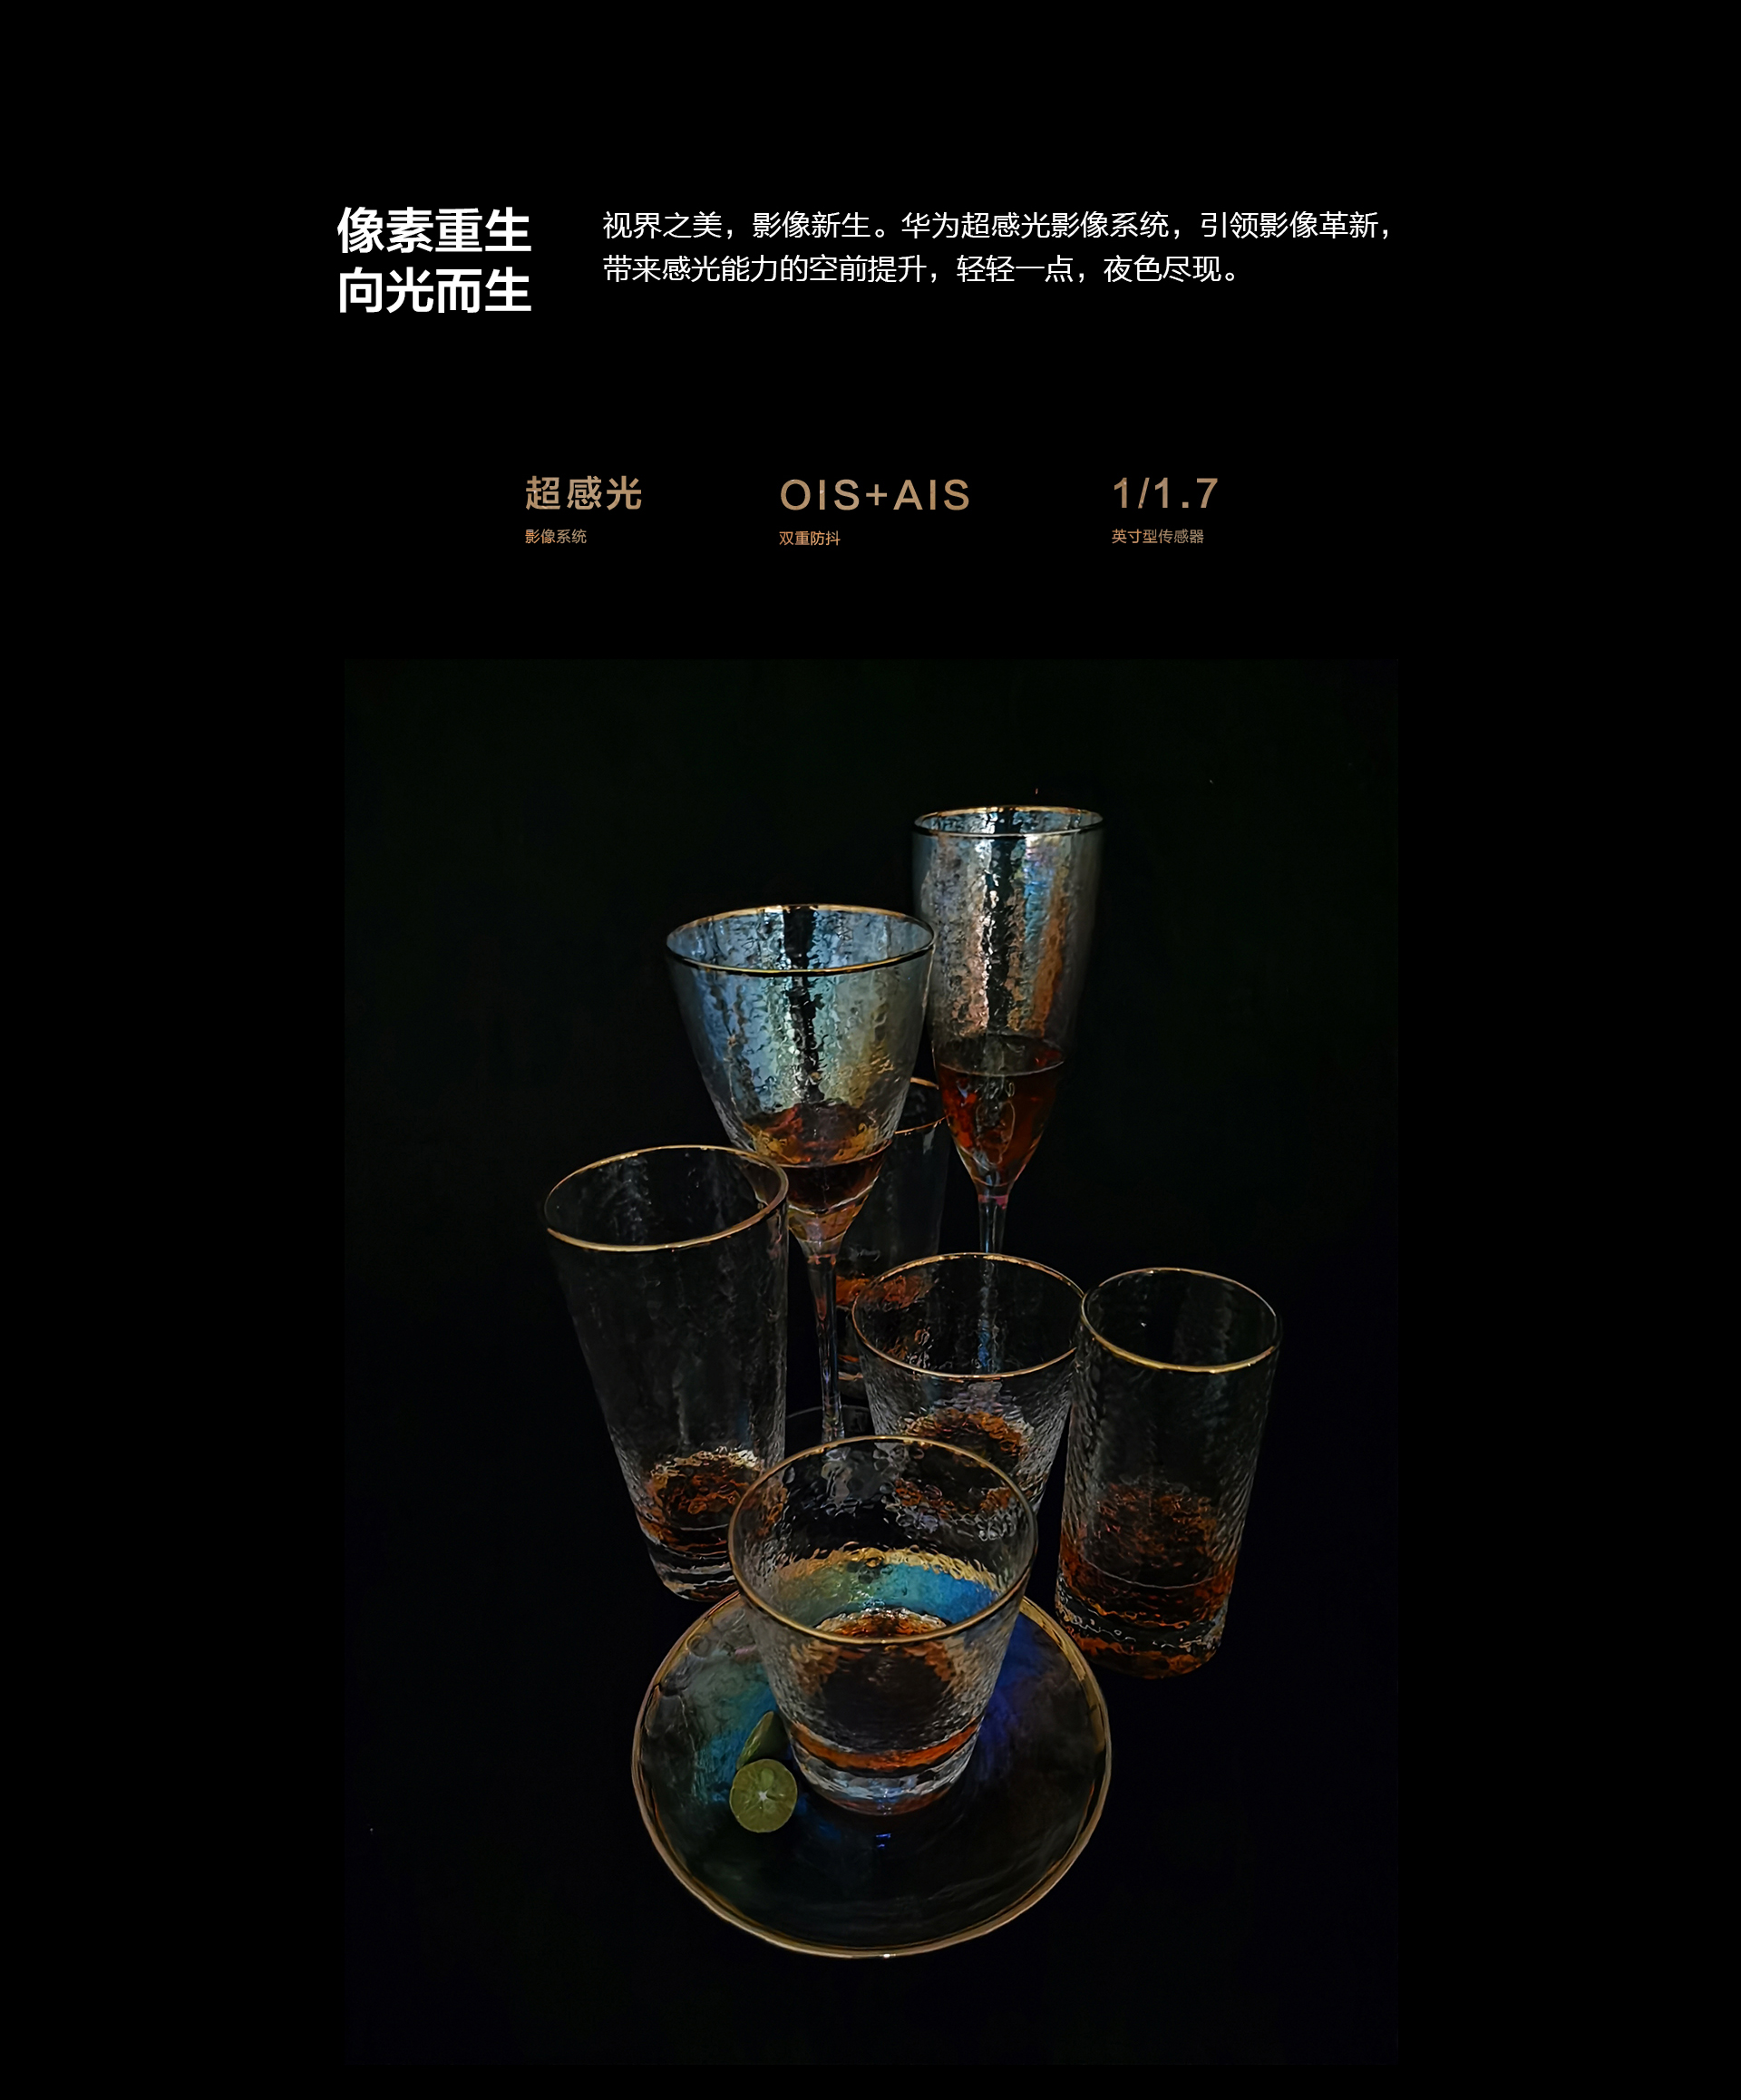 像素重生
向光而生
视界之美，影像新生。华为超感光影像系统，引领影像革新，
带来感光能力的空前提升，轻轻一点，夜色尽现。
超感光
影像系统
OIS+AIS
双重防抖
1/1.7
英寸型传感器